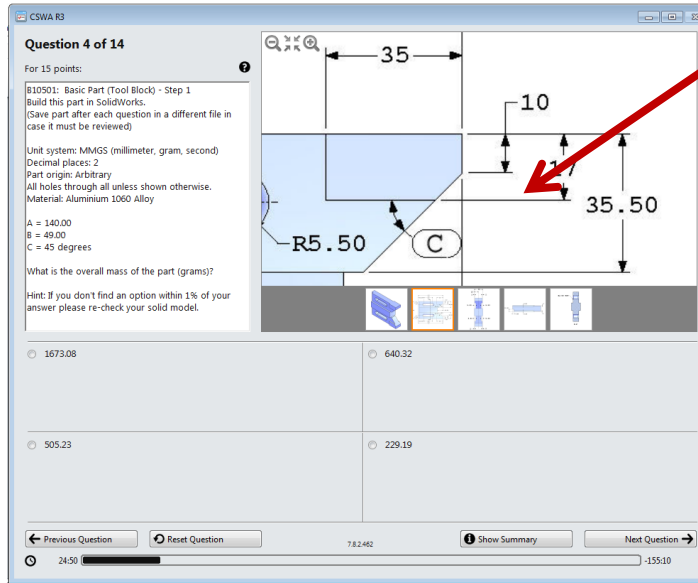 CSWA R3
Question 4 of 14
For 15 points:
B10501: Basic Part (Tool Block) - Step 1
Build this part in SolidWorks.
(Save part after each question in a different file in
case it must be reviewed)
Unit system: MMGS (millimeter, gram, second)
Decimal places: 2
Part origin: Arbitrary
All holes through all unless shown otherwise.
Material: Aluminium 1060 Alloy
A = 140.00
B = 49.00
C = 45 degrees
What is the overall mass of the part (grams)?
Hint: If you don't find an option within 1% of your
answer please re-check your solid model.
35
10
17
35.50
R5.50
C
1673.08
640.32
505.23
229.19
Previous Question
Reset Question
7.8.2.462
Show Summary
Next Question
24:50
-155:10